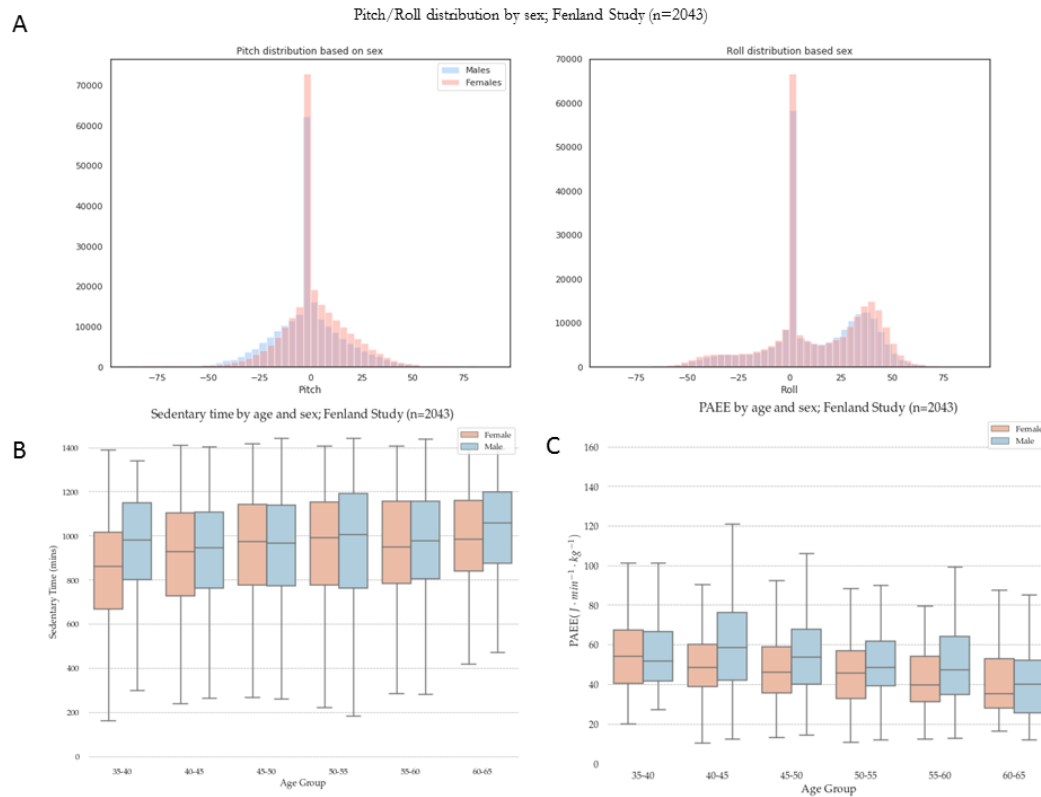 Pitch/Roll distribution by sex; Fenland Study (n=2043)
A
Pitch distribution based on sex
Males
Females
70000
60000
50000
40000
30000
20000
10000
0
−75 −50 −25 0 25 50 75
Pitch
Roll distribution based sex
70000
60000
50000
40000
30000
20000
10000
0
−75 −50 −25 0 25 50 75
Roll
Sedentary time by age and sex; Fenland Study (n=2043)
B
Female
Male
Sedentary Time (mins)
1400
1200
1000
800
600
400
200
0
35-40 40-45 45-50 50-55 55-60 60-65
Age Group
PAEE by age and sex; Fenland Study (n=2043)
C
Female
Male
PAEE(J · min⁻¹ · kg⁻¹)
160
140
120
100
80
60
40
20
0
35-40 40-45 45-50 50-55 55-60 60-65
Age Group